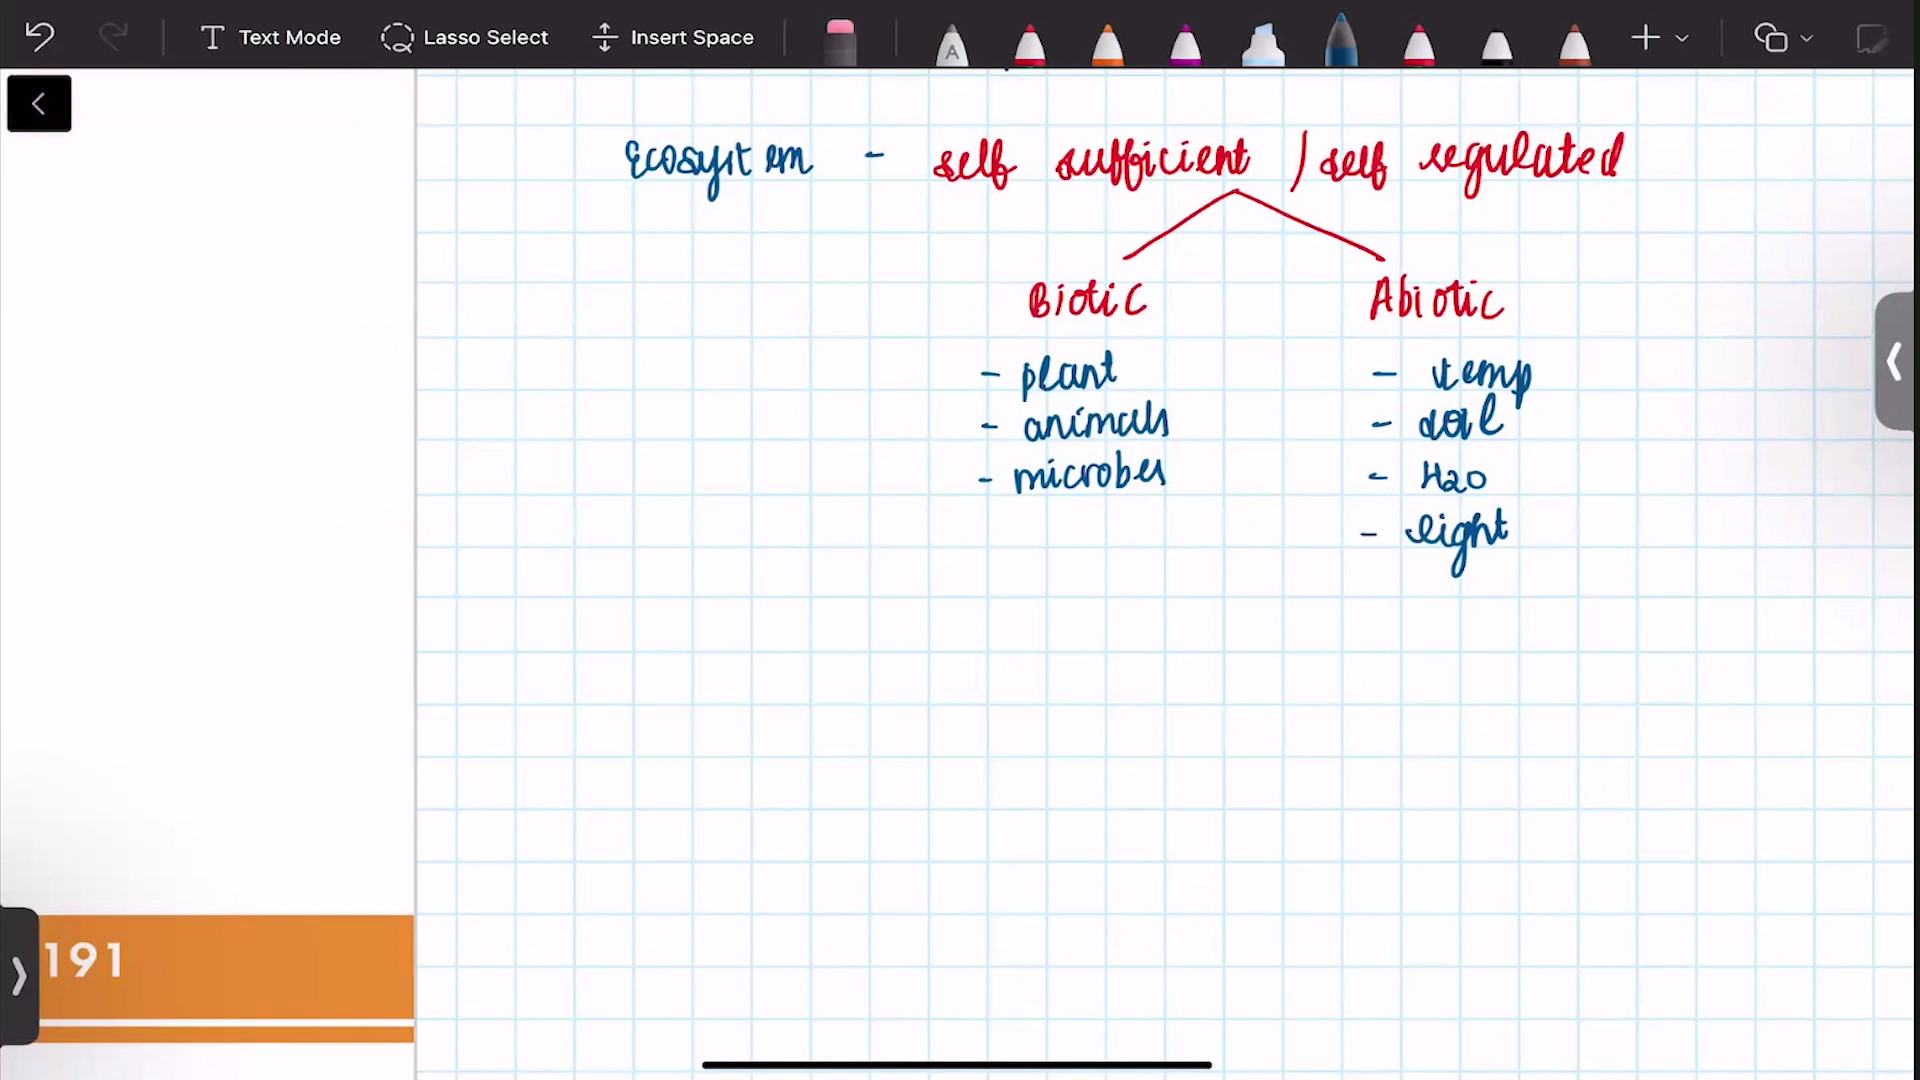 Text Mode Lasso Select Insert Space
A
Ecosystem - self sufficient / self regulated
Biotic Abiotic
- plant - temp
- animals - soil
- microbes - H2O
- light
191